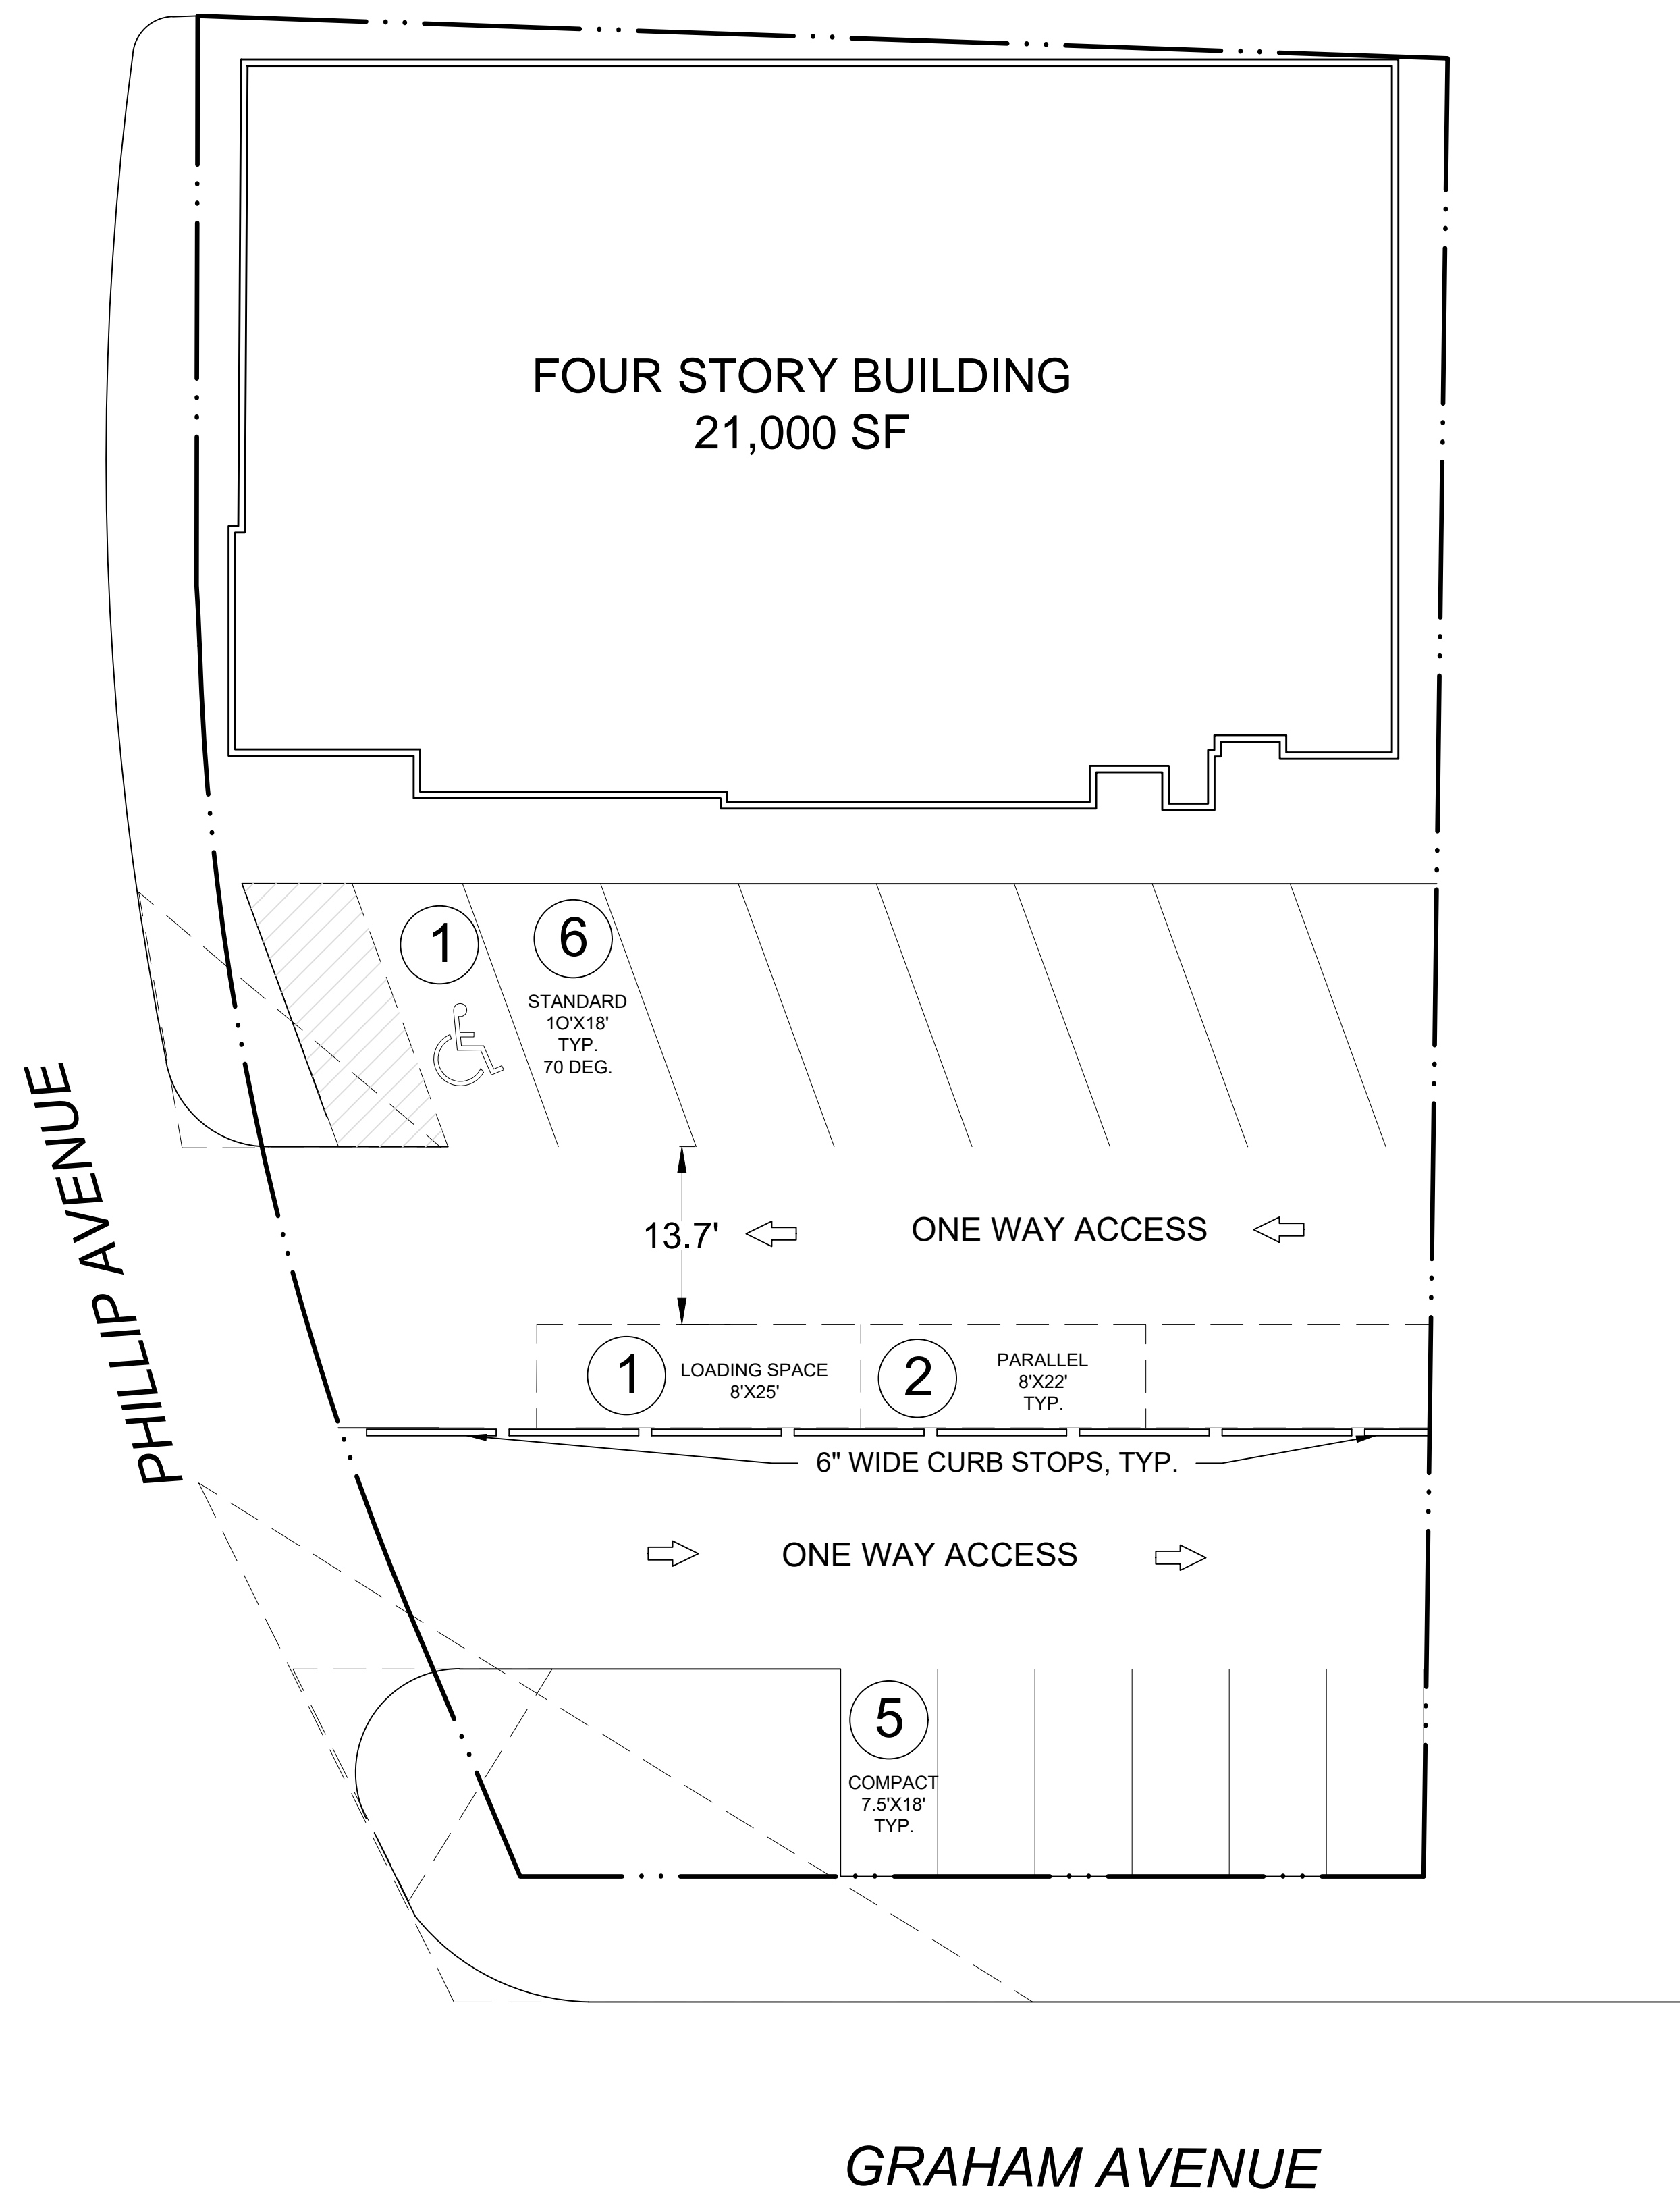 FOUR STORY BUILDING
21,000 SF
1
6
STANDARD
1O'X18'
TYP.
70 DEG.
PHILLIP AVENUE
13.7'
ONE WAY ACCESS
1
LOADING SPACE
8'X25'
2
PARALLEL
8'X22'
TYP.
6" WIDE CURB STOPS, TYP.
ONE WAY ACCESS
5
COMPACT
7.5'X18'
TYP.
GRAHAM AVENUE